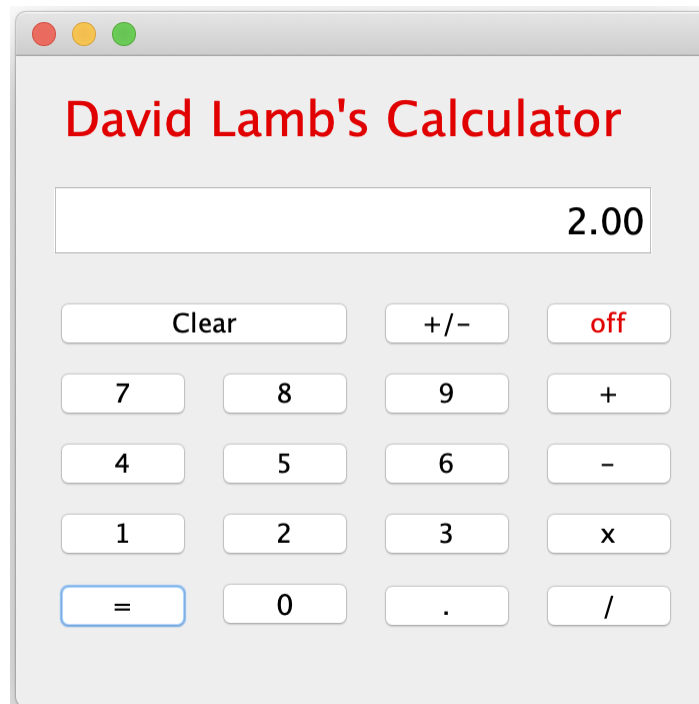 David Lamb's Calculator
2.00
Clear +/- off
7 8 9 +
4 5 6 -
1 2 3 x
= 0 . /